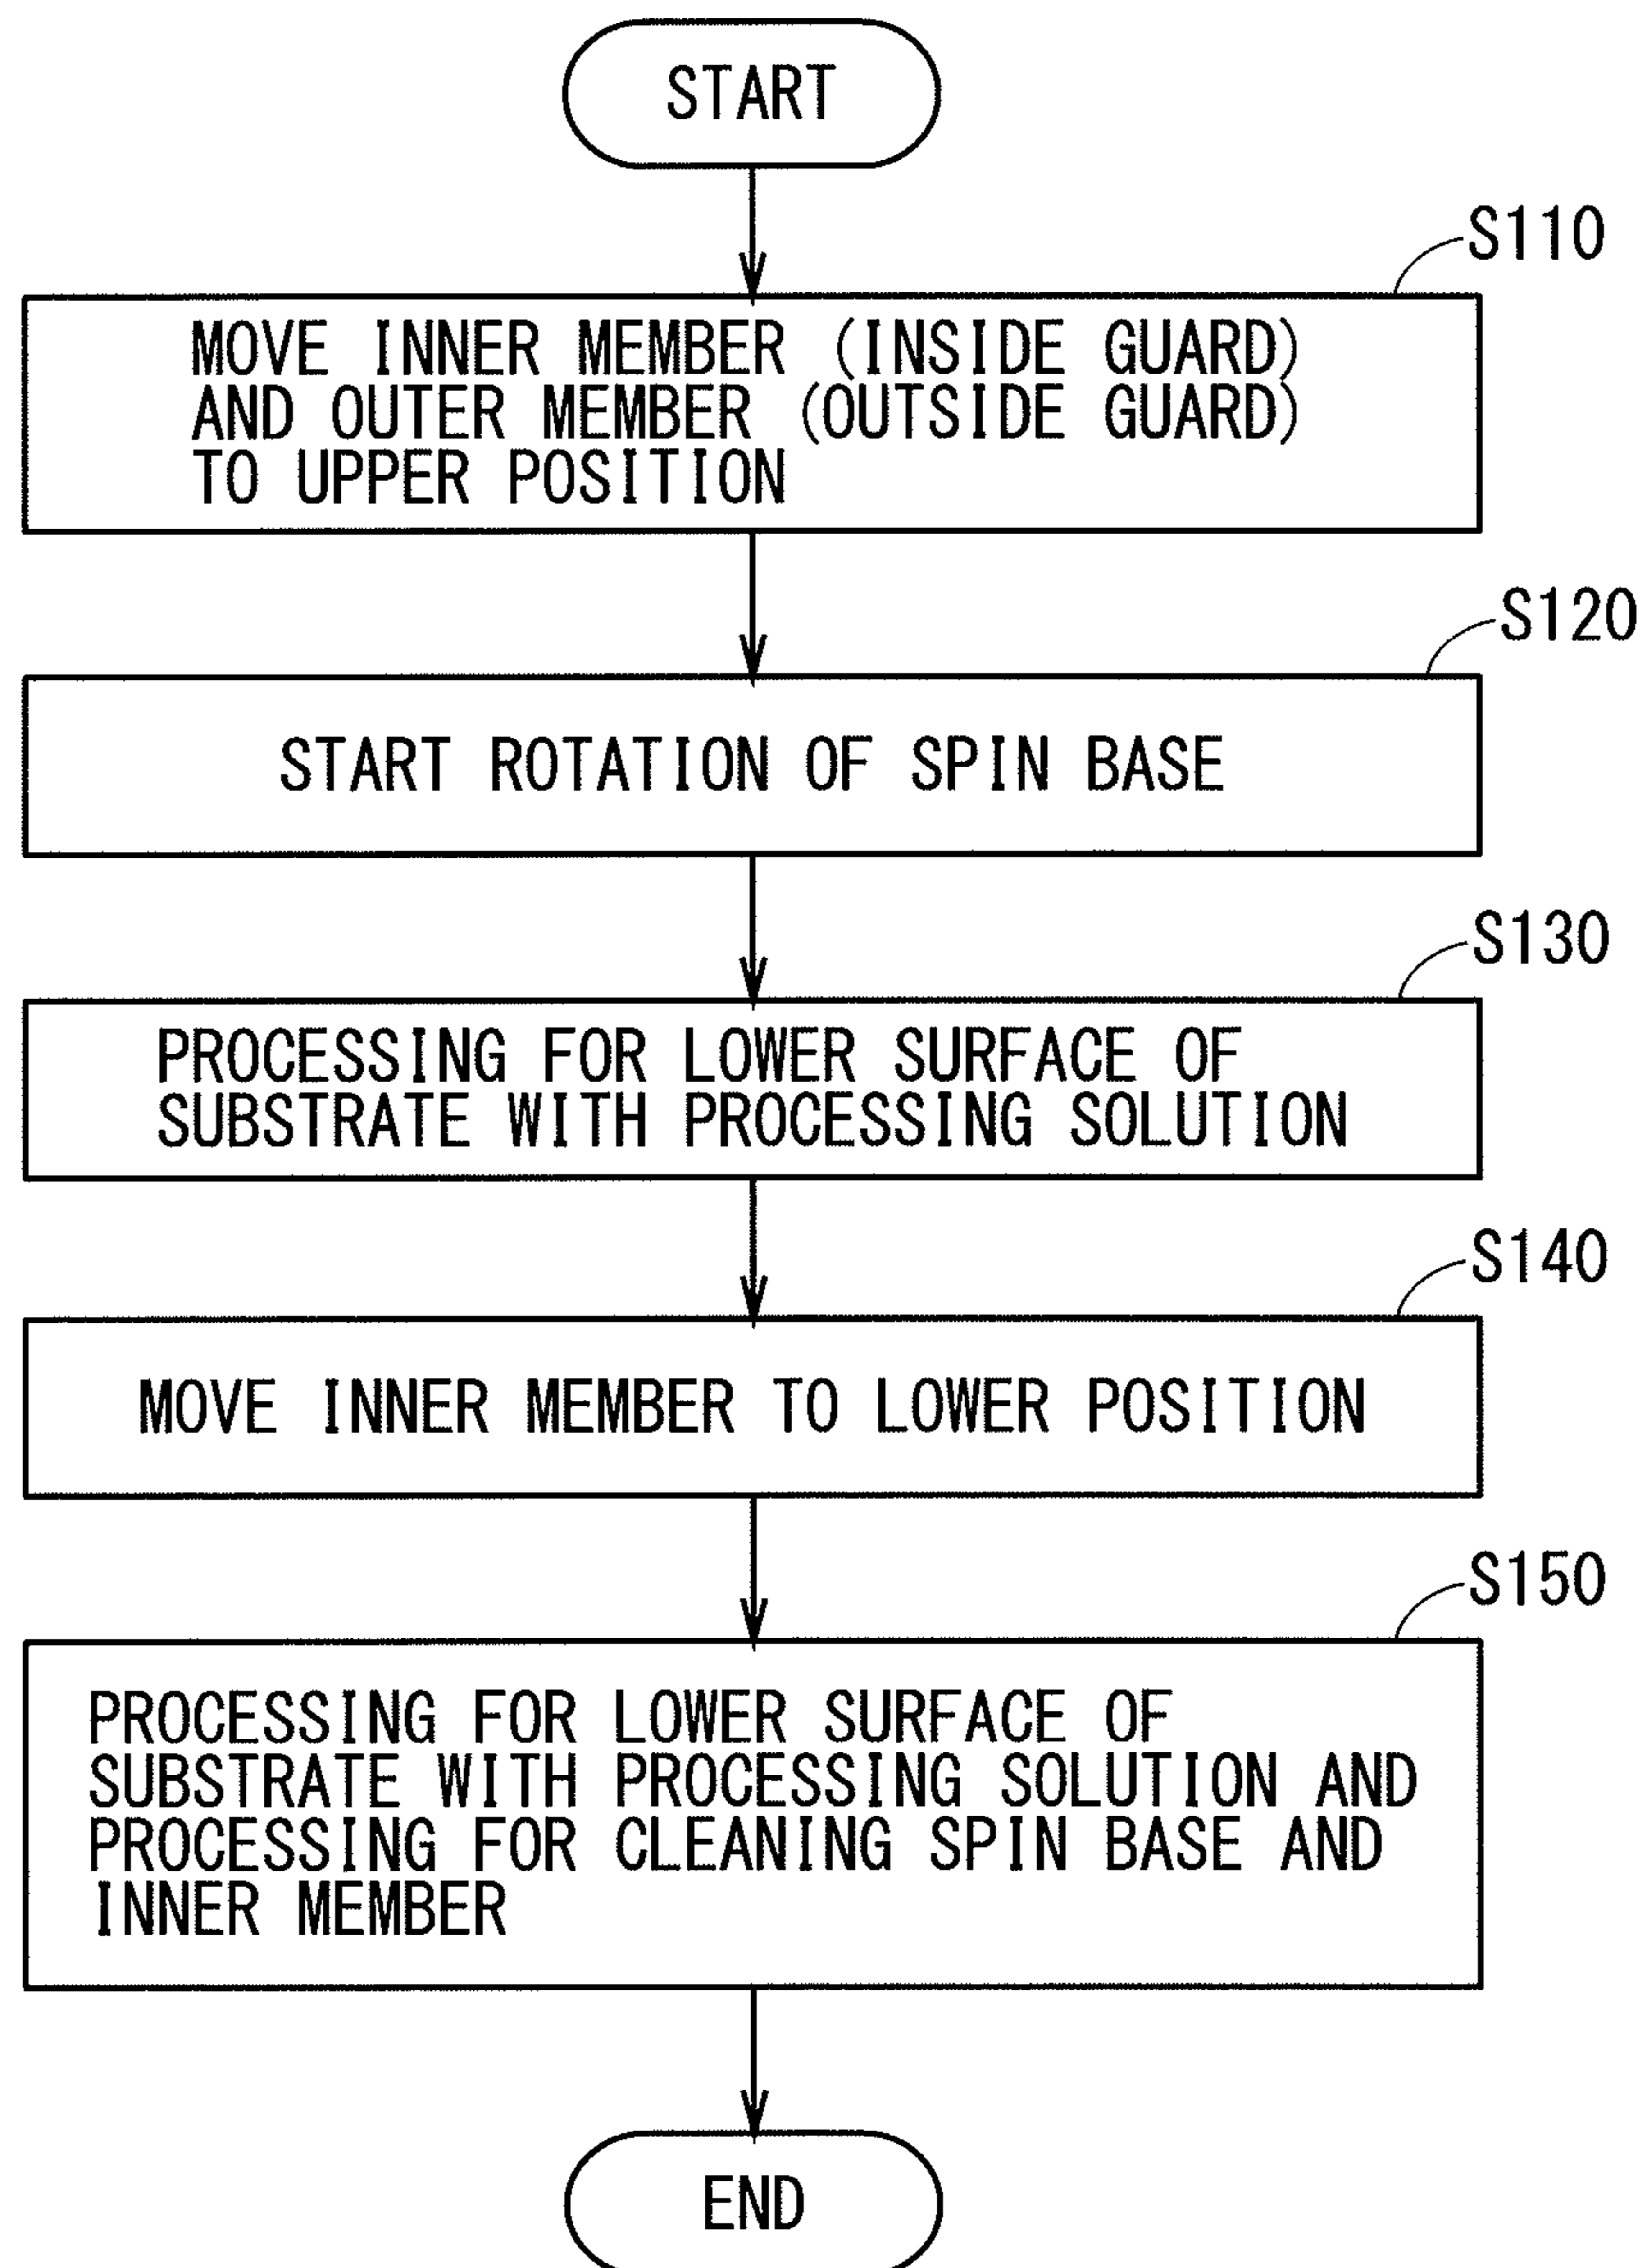 START
S110
MOVE INNER MEMBER (INSIDE GUARD)
AND OUTER MEMBER (OUTSIDE GUARD)
TO UPPER POSITION
S120
START ROTATION OF SPIN BASE
S130
PROCESSING FOR LOWER SURFACE OF
SUBSTRATE WITH PROCESSING SOLUTION
S140
MOVE INNER MEMBER TO LOWER POSITION
S150
PROCESSING FOR LOWER SURFACE OF
SUBSTRATE WITH PROCESSING SOLUTION AND
PROCESSING FOR CLEANING SPIN BASE AND
INNER MEMBER
END